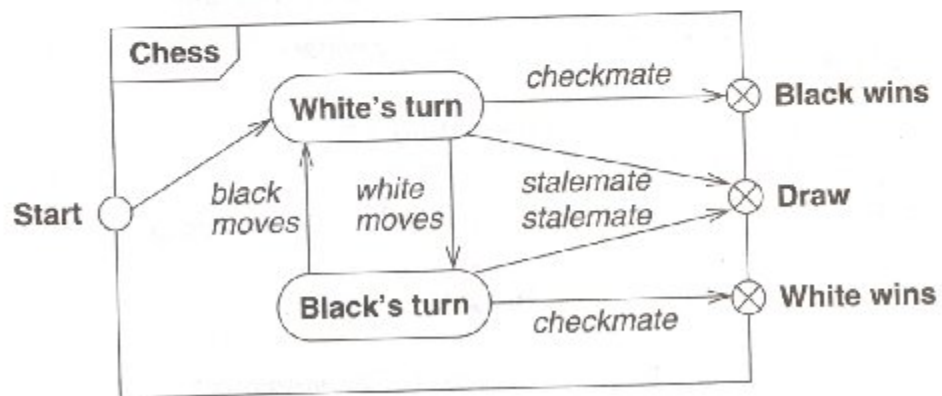 Chess
White's turn
checkmate
Black wins
Start
black
moves
white
moves
stalemate
stalemate
Draw
Black's turn
checkmate
White wins